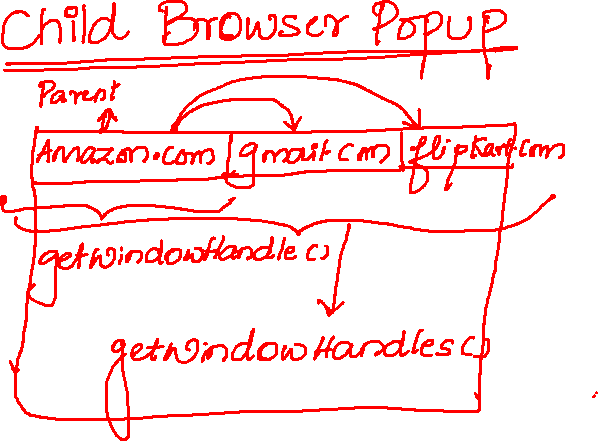 Child Browser Popup
Parent
Amazon.com gmail.com flipkart.com
getwindowHandle()
getwindowHandles()